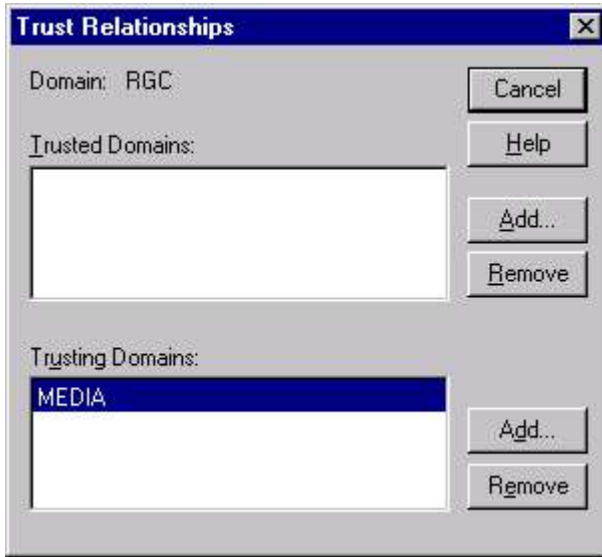 Trust Relationships
Domain: RGC
Cancel
Trusted Domains:
Help
Add...
Remove
Trusting Domains:
MEDIA
Add...
Remove